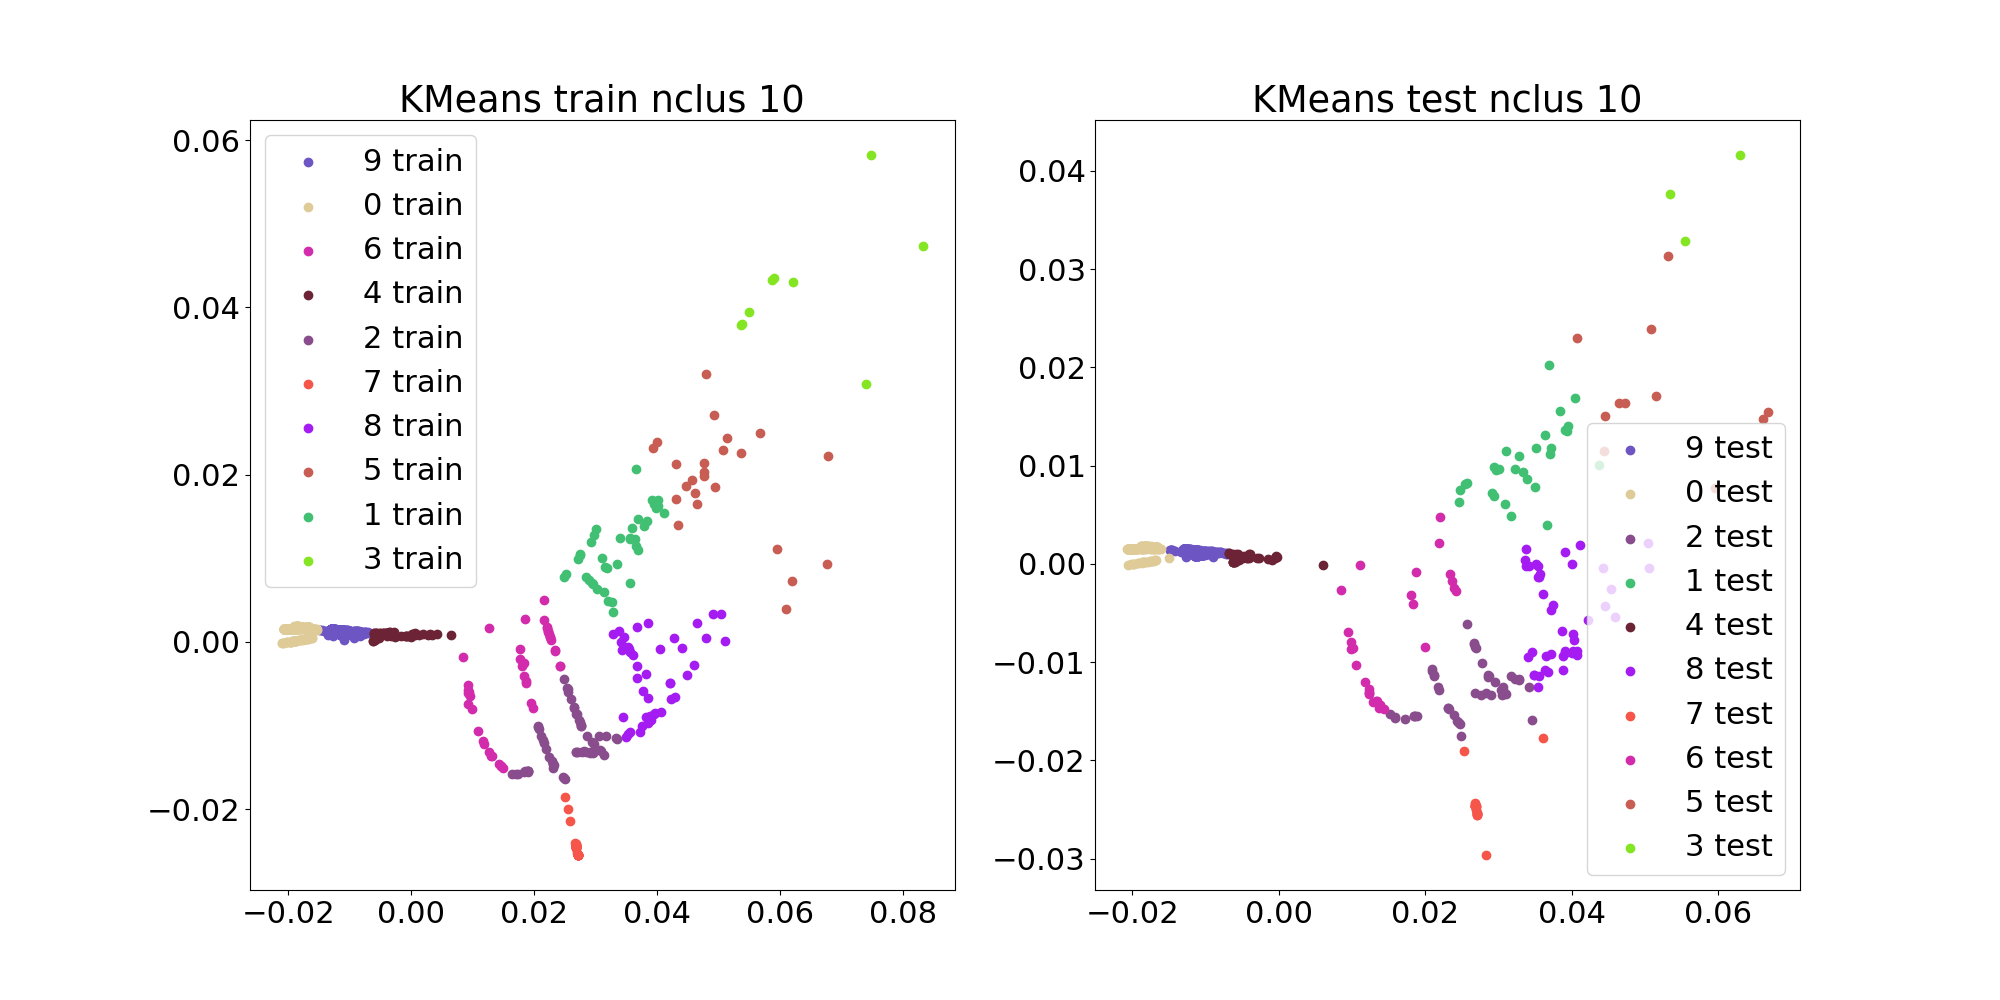 KMeans train nclus 10
0.06
0.04
0.02
0.00
−0.02
9 train
0 train
6 train
4 train
2 train
7 train
8 train
5 train
1 train
3 train
−0.02 0.00 0.02 0.04 0.06 0.08
KMeans test nclus 10
0.04
0.03
0.02
0.01
0.00
−0.01
−0.02
−0.03
9 test
0 test
2 test
1 test
4 test
8 test
7 test
6 test
5 test
3 test
−0.02 0.00 0.02 0.04 0.06